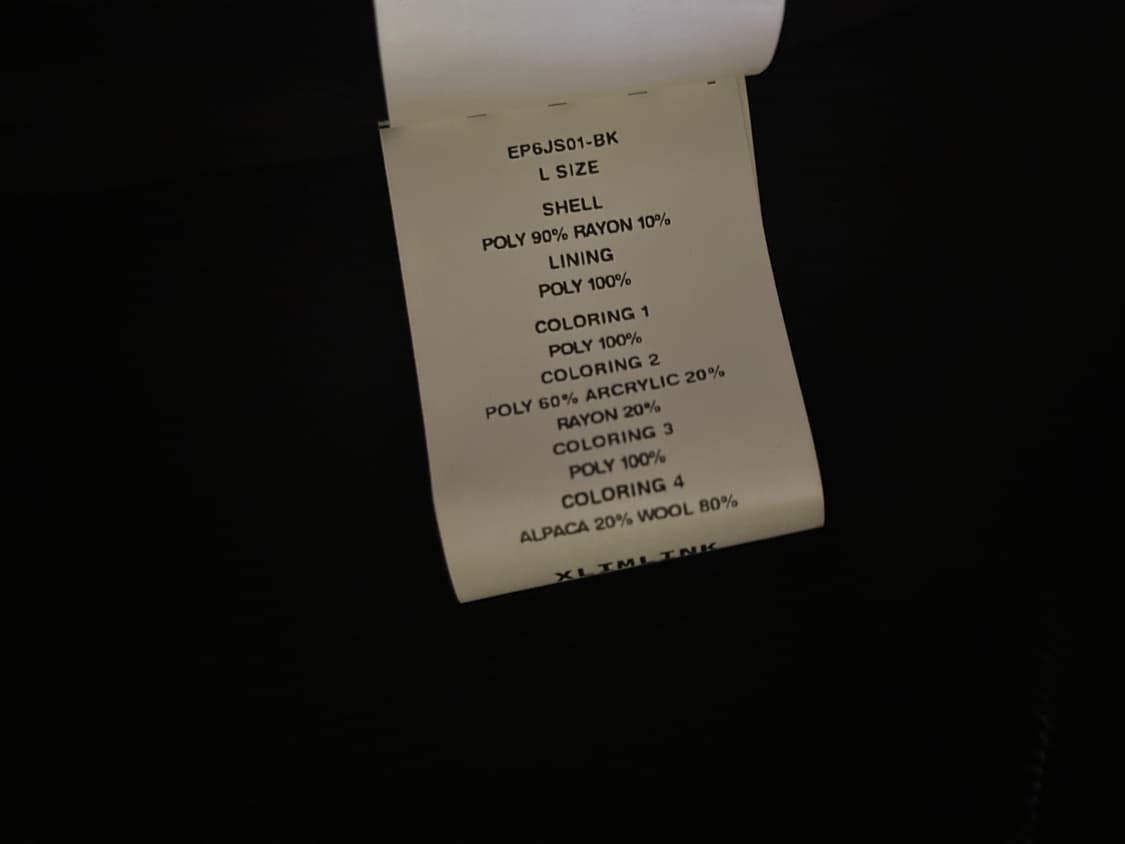 EP6JS01-BK
L SIZE
SHELL
POLY 90% RAYON 10%
LINING
POLY 100%
COLORING 1
POLY 100%
COLORING 2
POLY 60% ARCRYLIC 20%
RAYON 20%
COLORING 3
POLY 100%
COLORING 4
ALPACA 20% WOOL 80%